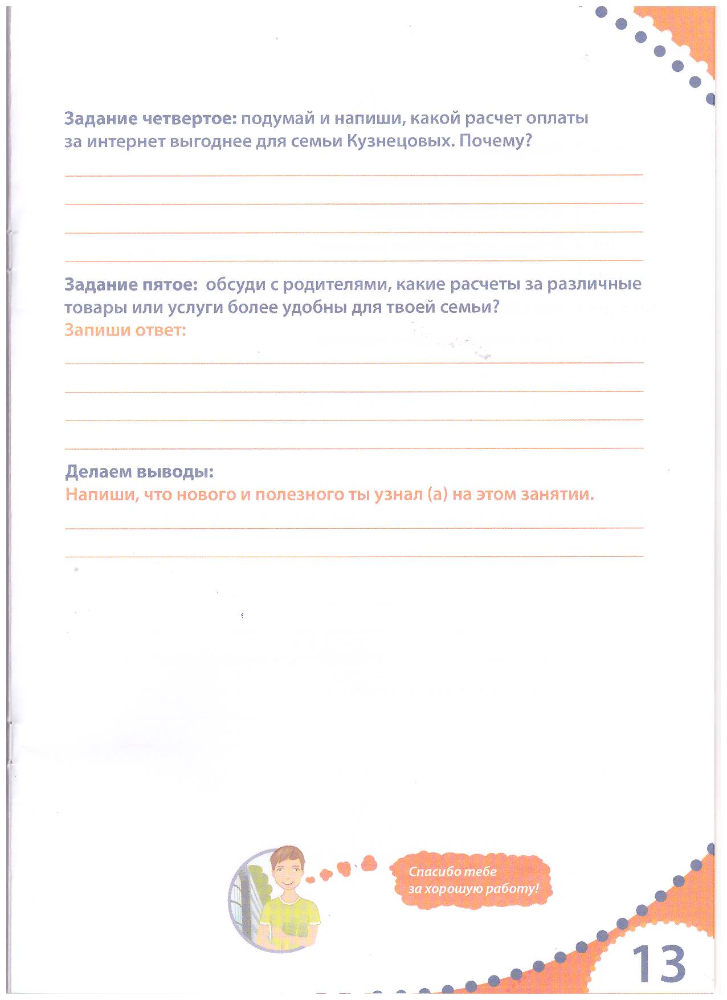 Задание четвертое: подумай и напиши, какой расчет оплаты
за интернет выгоднее для семьи Кузнецовых. Почему?
Задание пятое: обсуди с родителями, какие расчеты за различные
товары или услуги более удобны для твоей семьи?
Запиши ответ:
Делаем выводы:
Напиши, что нового и полезного ты узнал (а) на этом занятии.
Спасибо тебе
за хорошую работу!
13